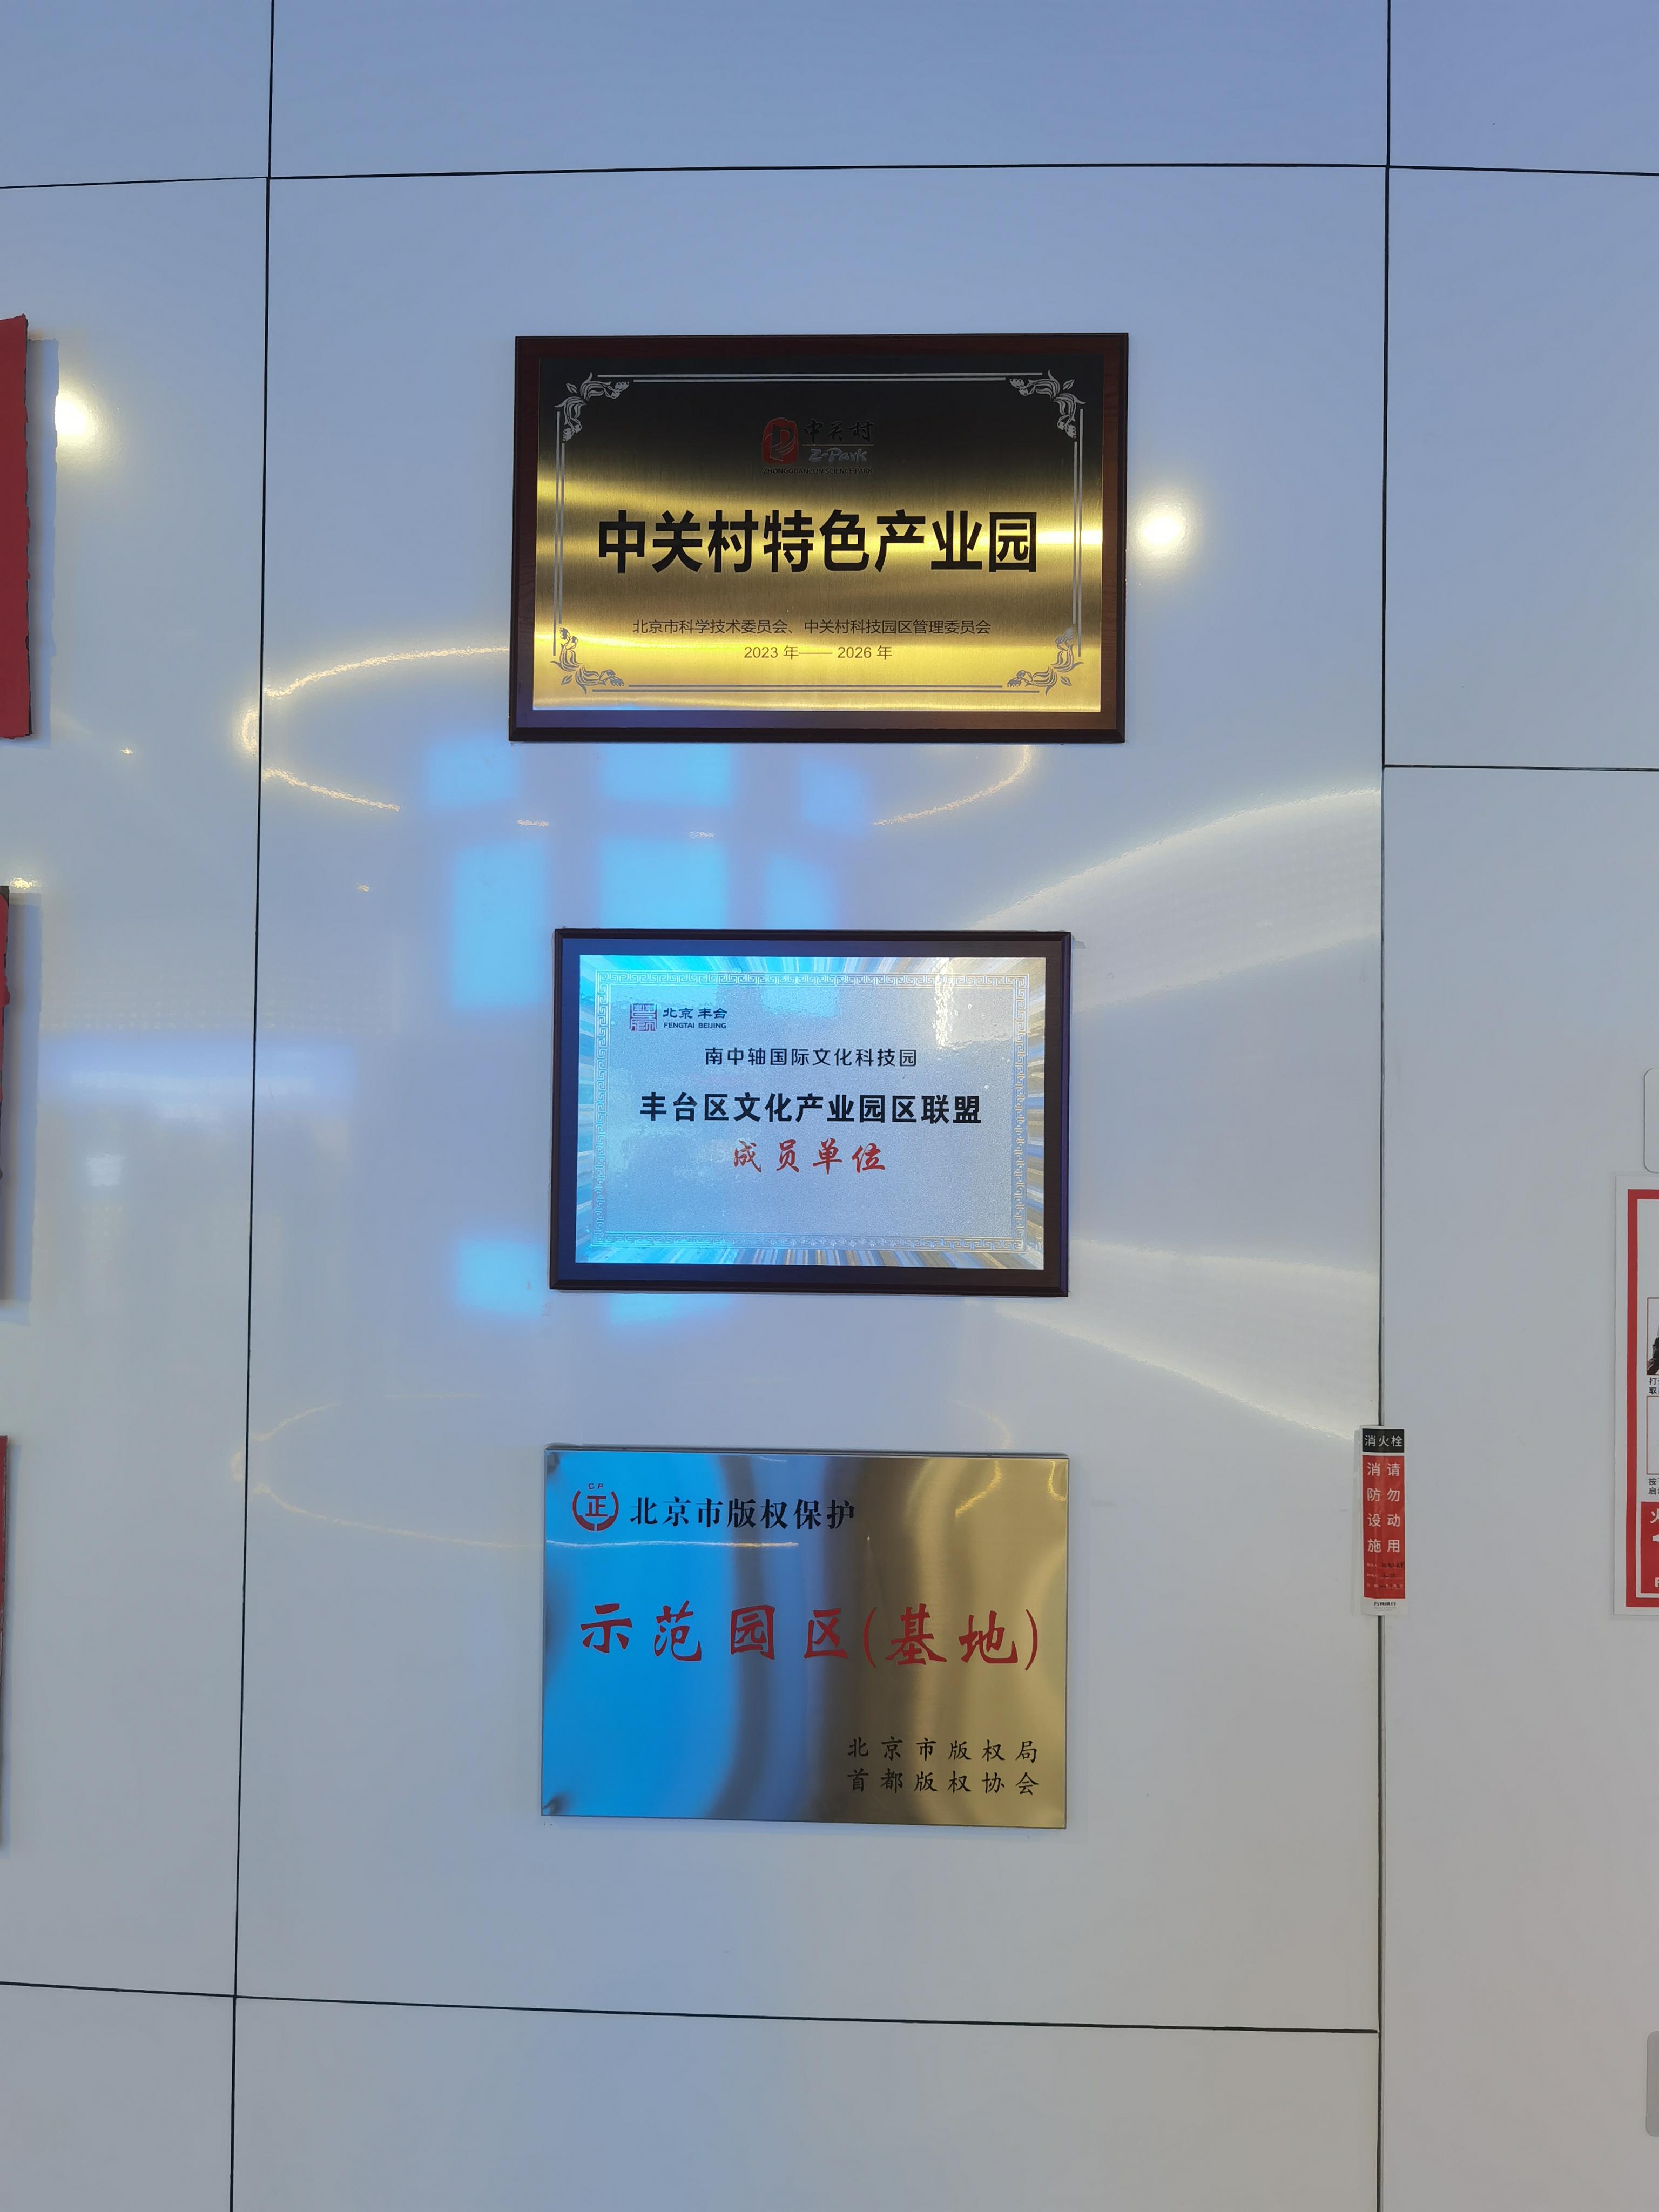 中关村
Z-Park
ZHONGGUANCUN SCIENCE PARK
中关村特色产业园
北京市科学技术委员会、中关村科技园区管理委员会
2023 年—— 2026 年
北京 丰台
FENGTAI BEIJING
南中轴国际文化科技园
丰台区文化产业园区联盟
成员单位
CP
正
北京市版权保护
示范园区(基地)
北京市版权局
首都版权协会
消火栓
请勿动用
消防设施